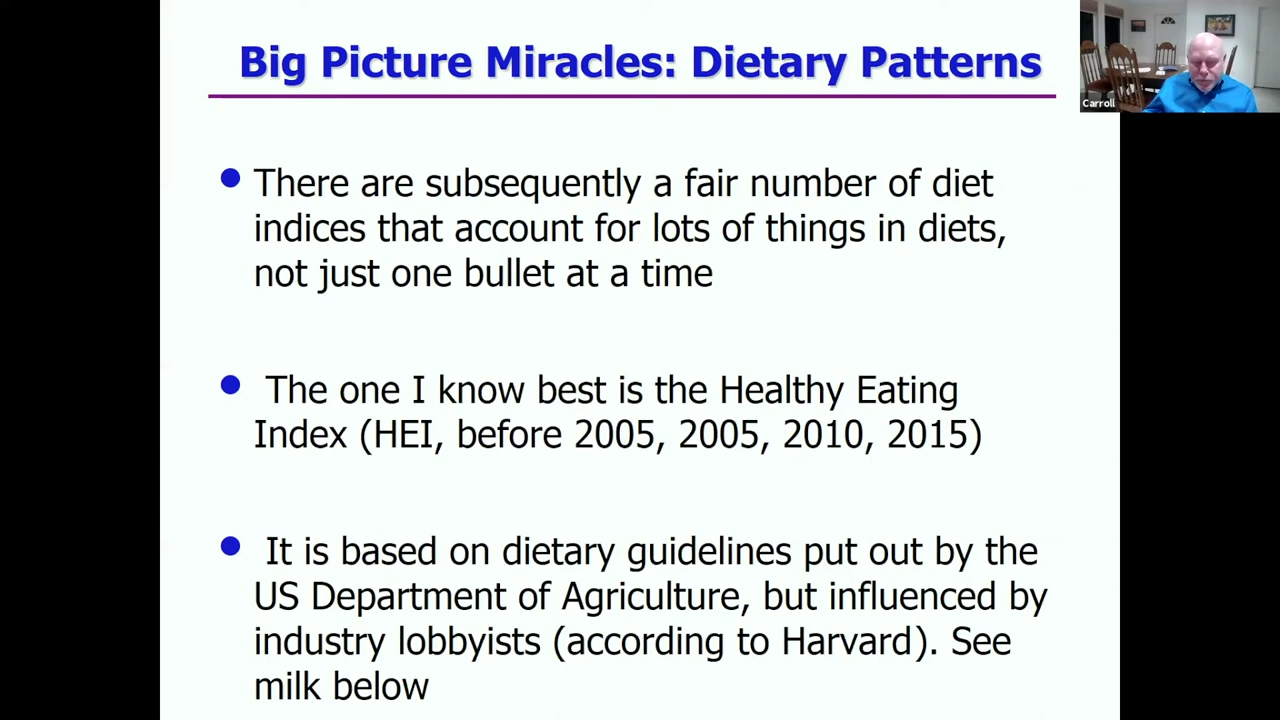 Big Picture Miracles: Dietary Patterns
Carroll
• There are subsequently a fair number of diet
indices that account for lots of things in diets,
not just one bullet at a time
• The one I know best is the Healthy Eating
Index (HEI, before 2005, 2005, 2010, 2015)
• It is based on dietary guidelines put out by the
US Department of Agriculture, but influenced by
industry lobbyists (according to Harvard). See
milk below